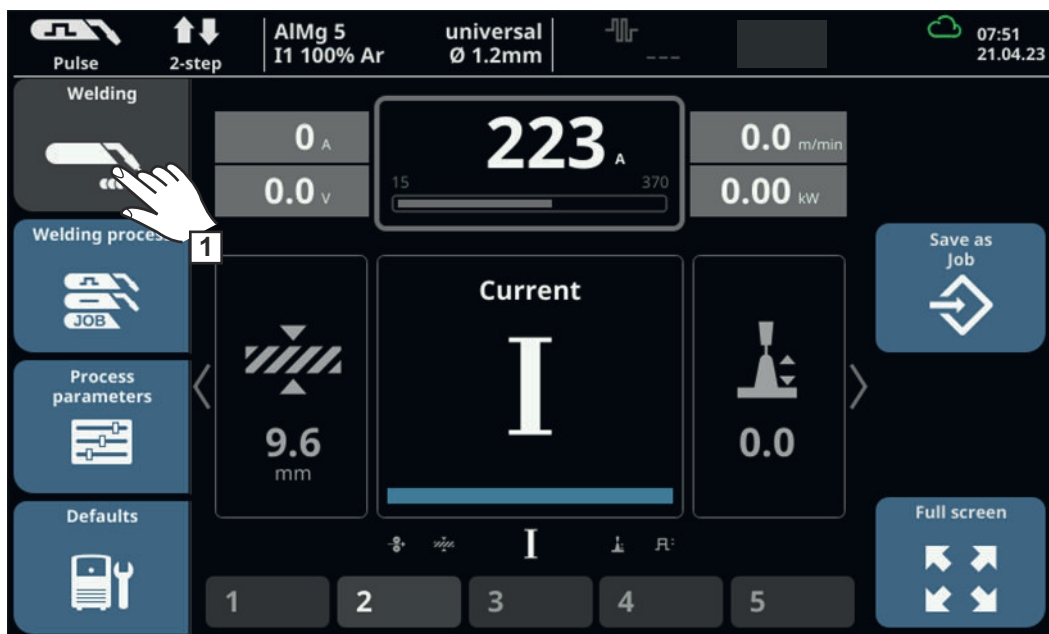 Pulse
2-step
AlMg 5
I1 100% Ar
universal
Ø 1.2mm
---
07:51
21.04.23
Welding
1
Welding proces
JOB
Process
parameters
Defaults
0 A
0.0 V
223 A
15
370
0.0 m/min
0.00 kW
9.6
mm
Current
I
0.0
I
1
2
3
4
5
Save as
Job
Full screen